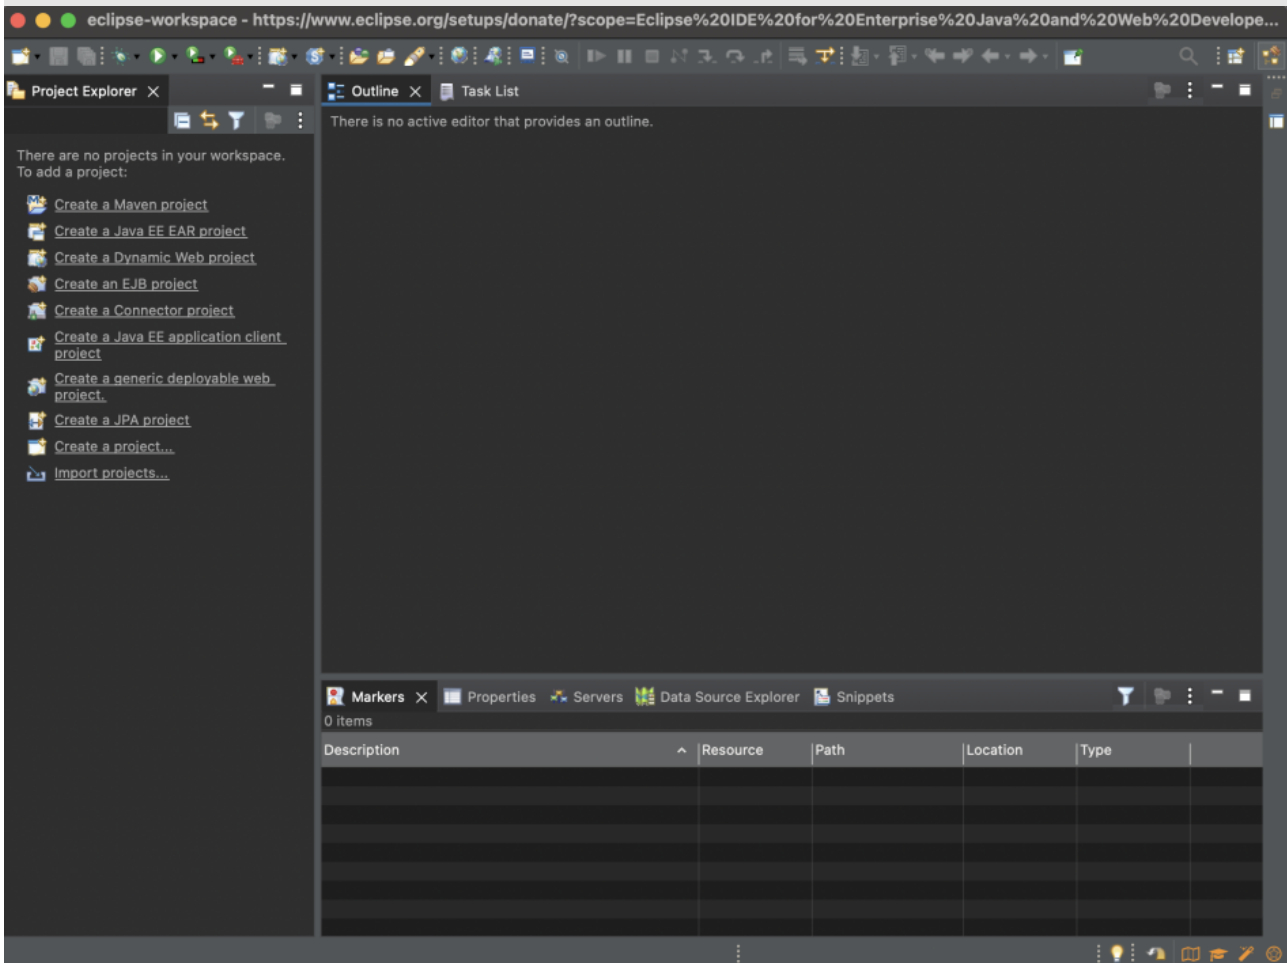 eclipse-workspace - https://www.eclipse.org/setups/donate/?scope=Eclipse%20IDE%20for%20Enterprise%20Java%20and%20Web%20Develope...
Project Explorer
Outline
Task List
There is no active editor that provides an outline.
There are no projects in your workspace.
To add a project:
Create a Maven project
Create a Java EE EAR project
Create a Dynamic Web project
Create an EJB project
Create a Connector project
Create a Java EE application client
project
Create a generic deployable web
project.
Create a JPA project
Create a project...
Import projects...
Markers
Properties
Servers
Data Source Explorer
Snippets
0 items
Description
Resource
Path
Location
Type